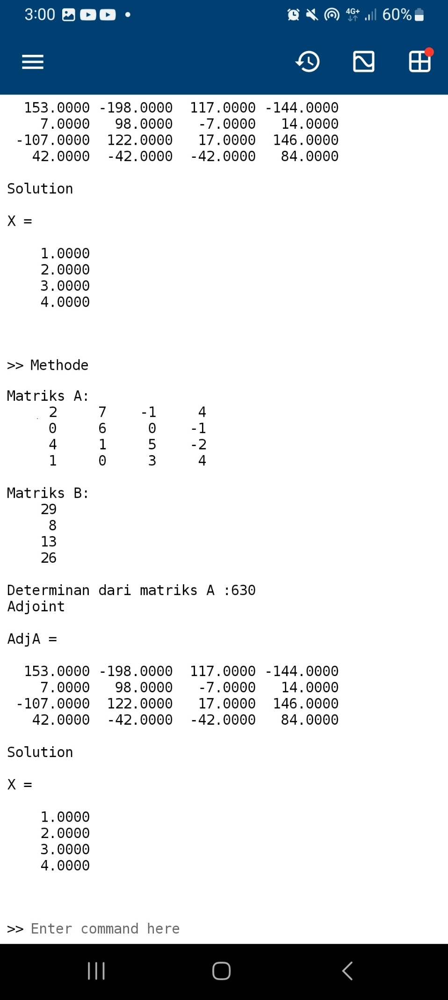 3:00 4G+ 60%
153.0000 -198.0000 117.0000 -144.0000
7.0000 98.0000 -7.0000 14.0000
-107.0000 122.0000 17.0000 146.0000
42.0000 -42.0000 -42.0000 84.0000
Solution
X =
1.0000
2.0000
3.0000
4.0000
>> Methode
Matriks A:
2 7 -1 4
0 6 0 -1
4 1 5 -2
1 0 3 4
Matriks B:
29
8
13
26
Determinan dari matriks A :630
Adjoint
AdjA =
153.0000 -198.0000 117.0000 -144.0000
7.0000 98.0000 -7.0000 14.0000
-107.0000 122.0000 17.0000 146.0000
42.0000 -42.0000 -42.0000 84.0000
Solution
X =
1.0000
2.0000
3.0000
4.0000
>> Enter command here